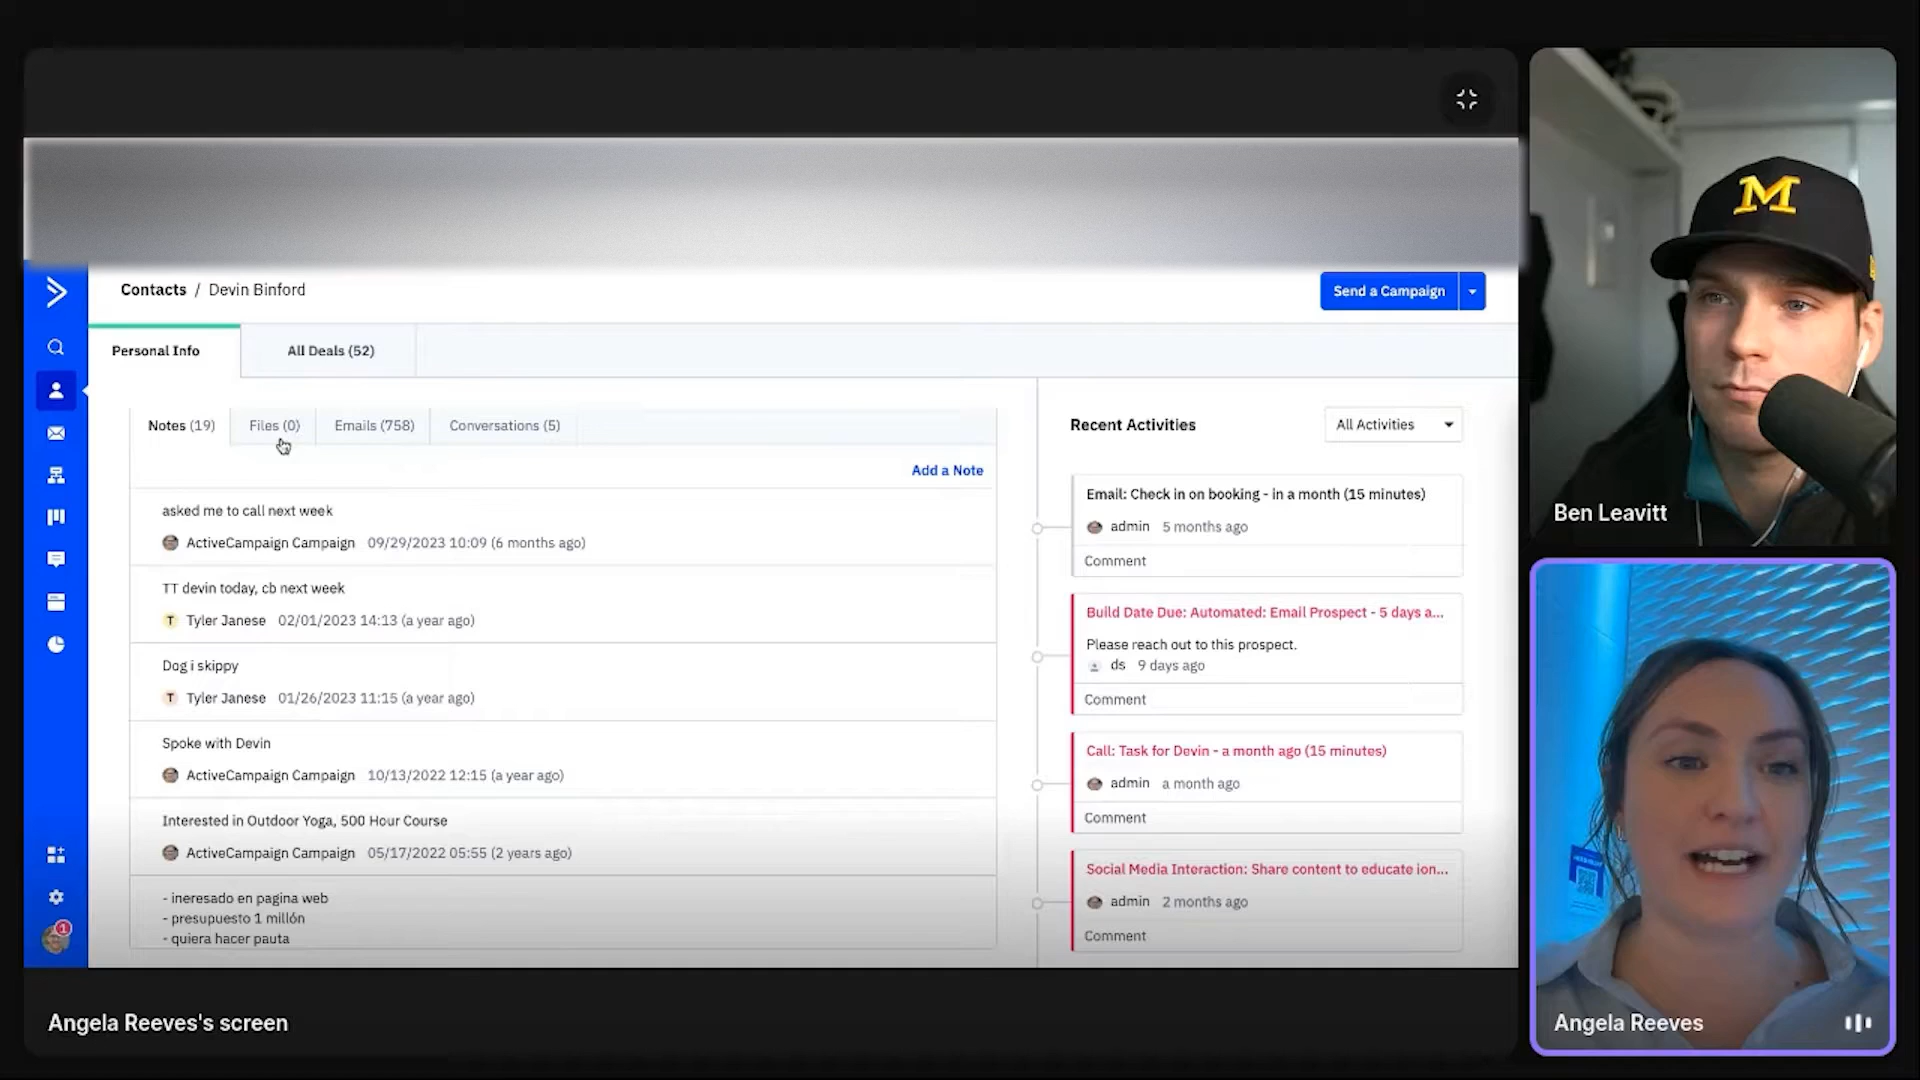 Contacts / Devin Binford
Send a Campaign
Personal Info
All Deals (52)
Notes (19)
Files (0)
Emails (758)
Conversations (5)
Add a Note
asked me to call next week
ActiveCampaign Campaign 09/29/2023 10:09 (6 months ago)
TT devin today, cb next week
T Tyler Janese 02/01/2023 14:13 (a year ago)
Dog i skippy
T Tyler Janese 01/26/2023 11:15 (a year ago)
Spoke with Devin
ActiveCampaign Campaign 10/13/2022 12:15 (a year ago)
Interested in Outdoor Yoga, 500 Hour Course
ActiveCampaign Campaign 05/17/2022 05:55 (2 years ago)
- ineresado en pagina web
- presupuesto 1 millón
- quiera hacer pauta
1
Recent Activities
All Activities
Email: Check in on booking - in a month (15 minutes)
admin 5 months ago
Comment
Build Date Due: Automated: Email Prospect - 5 days a...
Please reach out to this prospect.
ds 9 days ago
Comment
Call: Task for Devin - a month ago (15 minutes)
admin a month ago
Comment
Social Media Interaction: Share content to educate ion...
admin 2 months ago
Comment
Angela Reeves's screen
M
Ben Leavitt
Angela Reeves